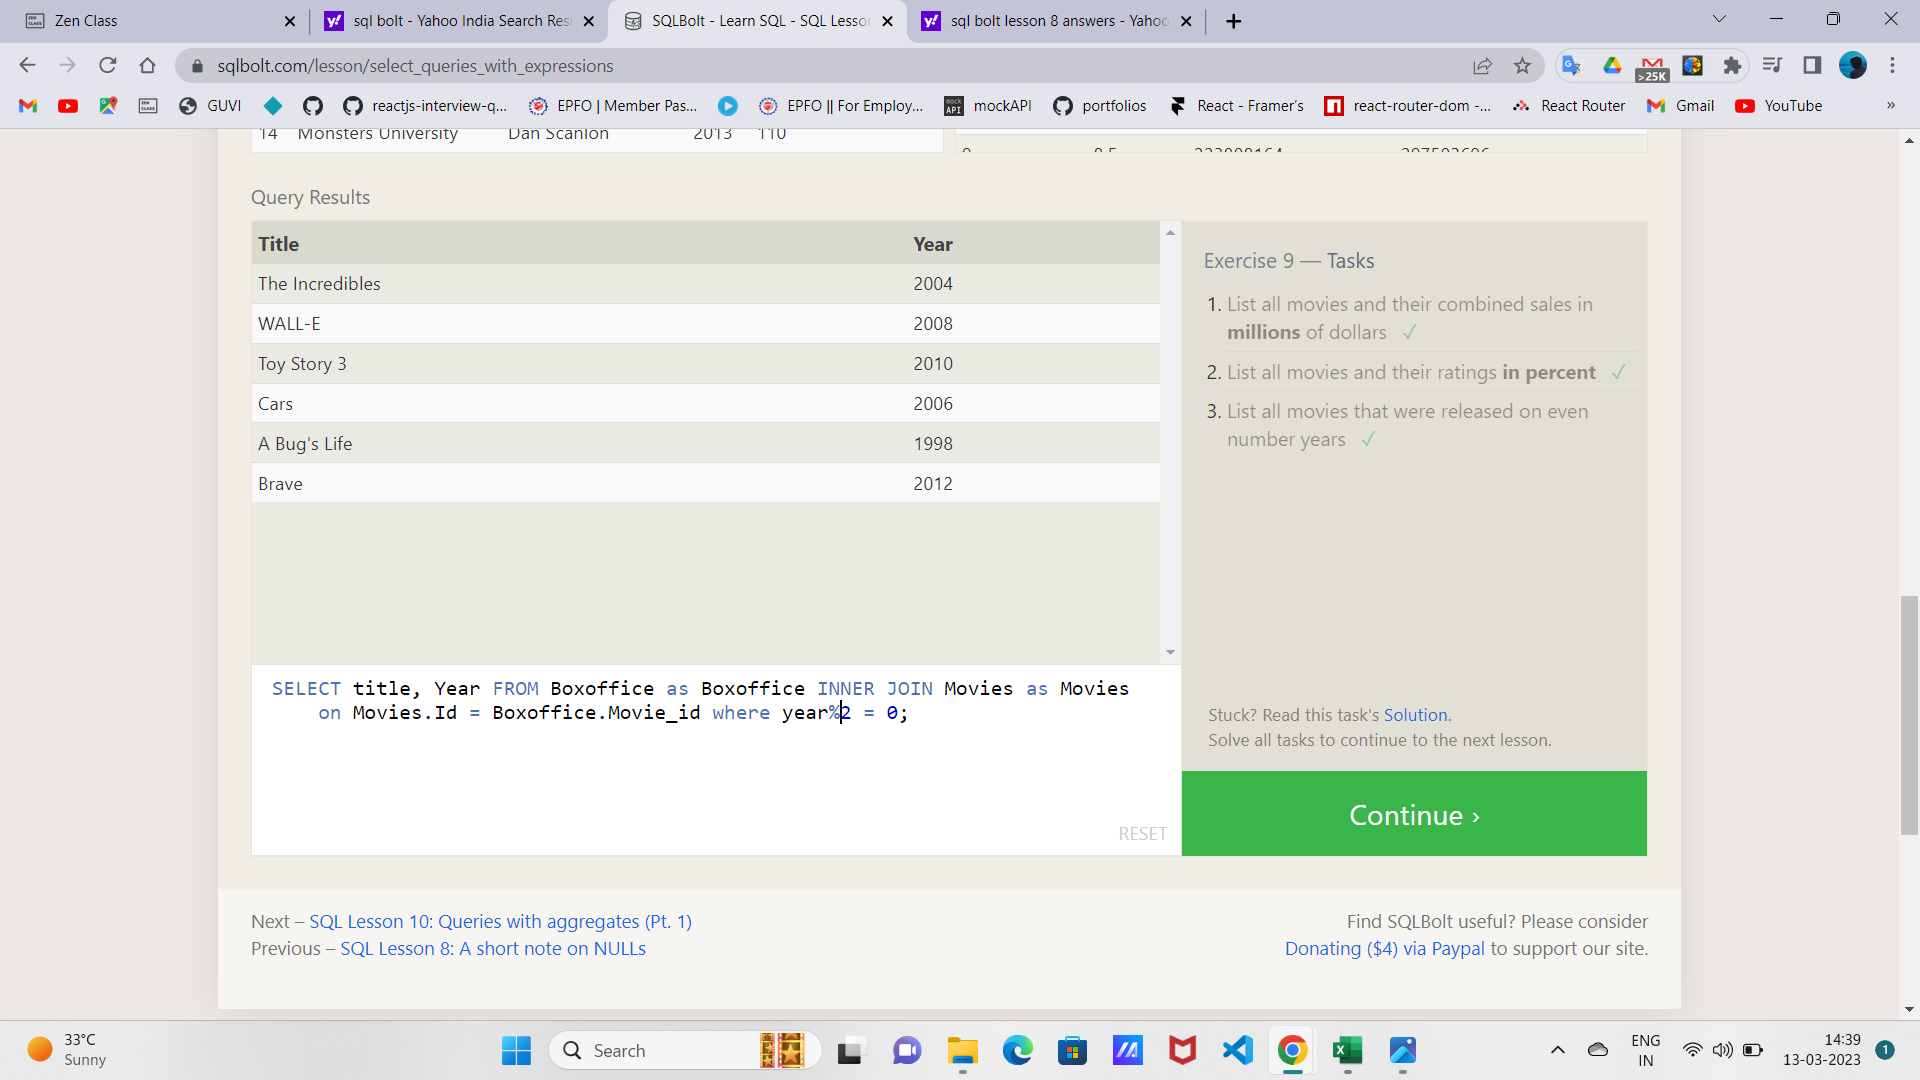 Zen Class
sql bolt - Yahoo India Search Res
SQLBolt - Learn SQL - SQL Lesson
sql bolt lesson 8 answers - Yahoo
sqlbolt.com/lesson/select_queries_with_expressions
>25K
GUVI
reactjs-interview-q...
EPFO | Member Pas...
EPFO || For Employ...
mock API
mockAPI
portfolios
React - Framer's
react-router-dom -...
React Router
Gmail
YouTube
»
14 Monsters University Dan Scanlon 2013 110
Query Results
Title Year
The Incredibles 2004
WALL-E 2008
Toy Story 3 2010
Cars 2006
A Bug's Life 1998
Brave 2012
Exercise 9 — Tasks
1. List all movies and their combined sales in
millions of dollars ✓
2. List all movies and their ratings in percent ✓
3. List all movies that were released on even
number years ✓
SELECT title, Year FROM Boxoffice as Boxoffice INNER JOIN Movies as Movies
on Movies.Id = Boxoffice.Movie_id where year%2 = 0;
RESET
Stuck? Read this task's Solution.
Solve all tasks to continue to the next lesson.
Continue ›
Next – SQL Lesson 10: Queries with aggregates (Pt. 1)
Previous – SQL Lesson 8: A short note on NULLs
Find SQLBolt useful? Please consider
Donating ($4) via Paypal to support our site.
33°C
Sunny
Search
ENG
IN
14:39
13-03-2023
1